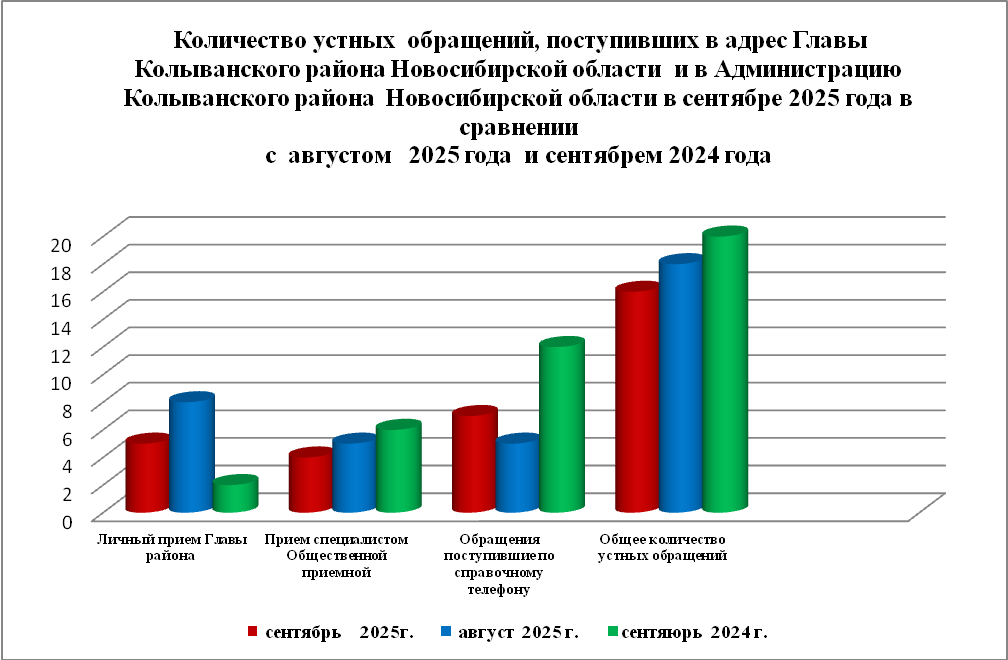 Количество устных обращений, поступивших в адрес Главы
Колыванского района Новосибирской области и в Администрацию
Колыванского района Новосибирской области в сентябре 2025 года в
сравнении
с августом 2025 года и сентябрем 2024 года
20
18
16
14
12
10
8
6
4
2
0
Личный прием Главы
района
Прием специалистом
Общественной
приемной
Обращения
поступившие по
справочному
телефону
Общее количество
устных обращений
сентябрь 2025г.
август 2025 г.
сентяюрь 2024 г.